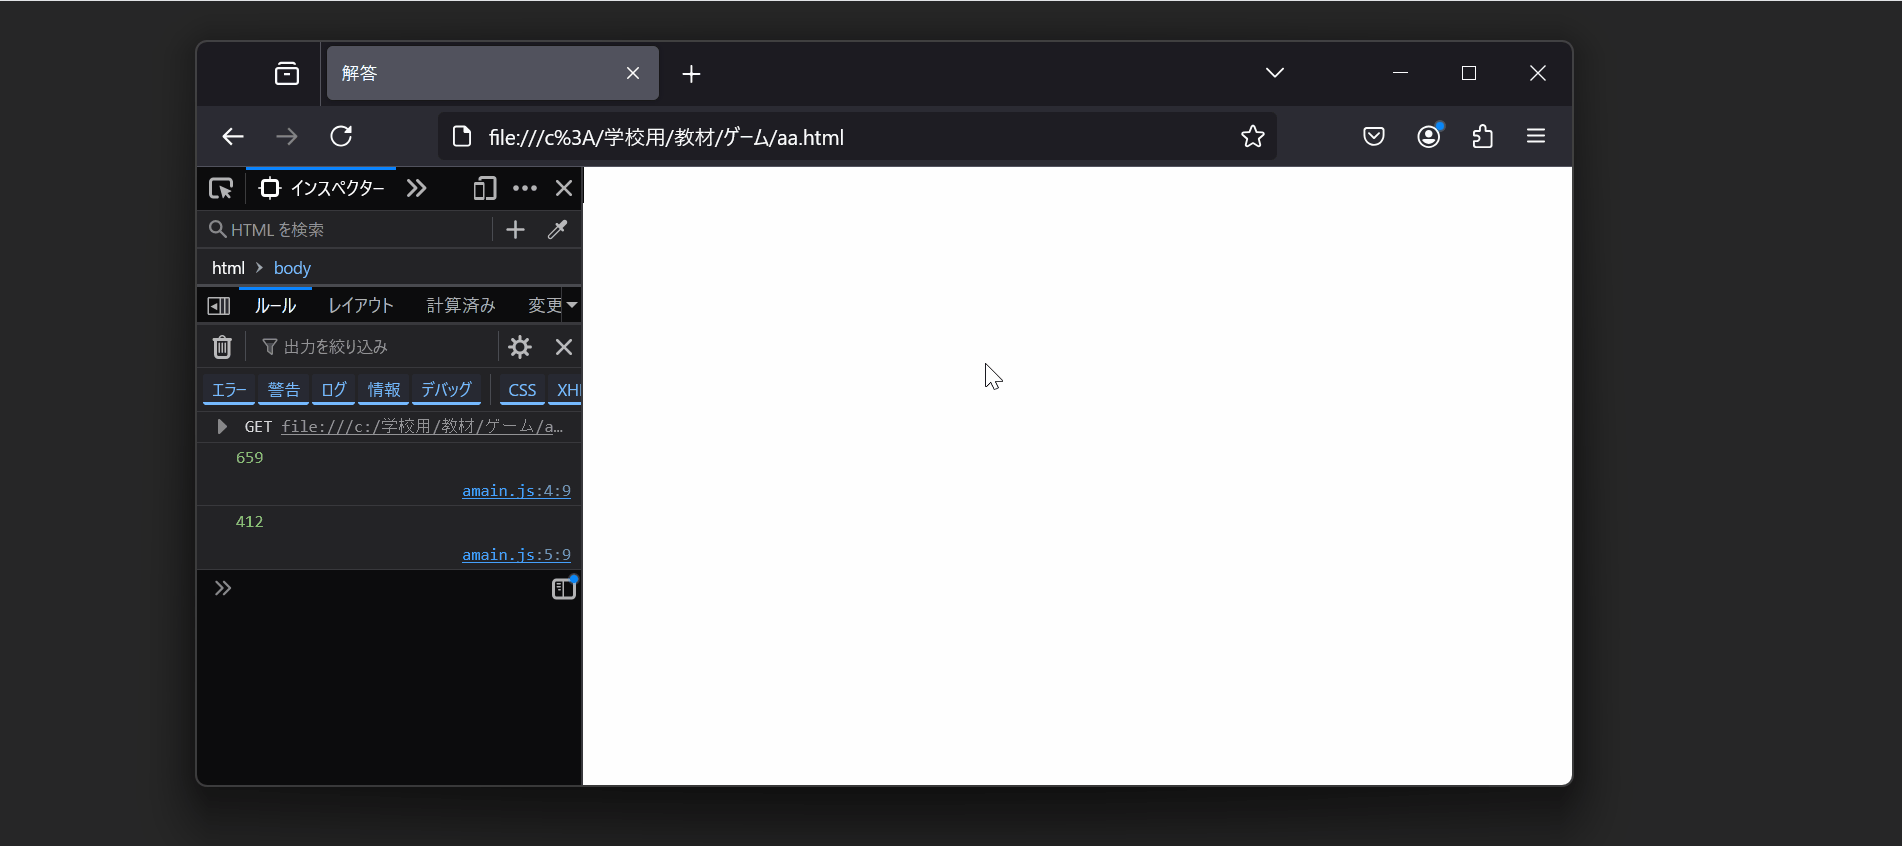 解答
file:///c%3A/学校用/教材/ゲーム/aa.html
インスペクター
HTML を検索
html › body
ルール レイアウト 計算済み 変更
出力を絞り込み
エラー 警告 ログ 情報 デバッグ CSS XH
GET file:///c:/学校用/教材/ゲーム/a…
659
amain.js:4:9
412
amain.js:5:9